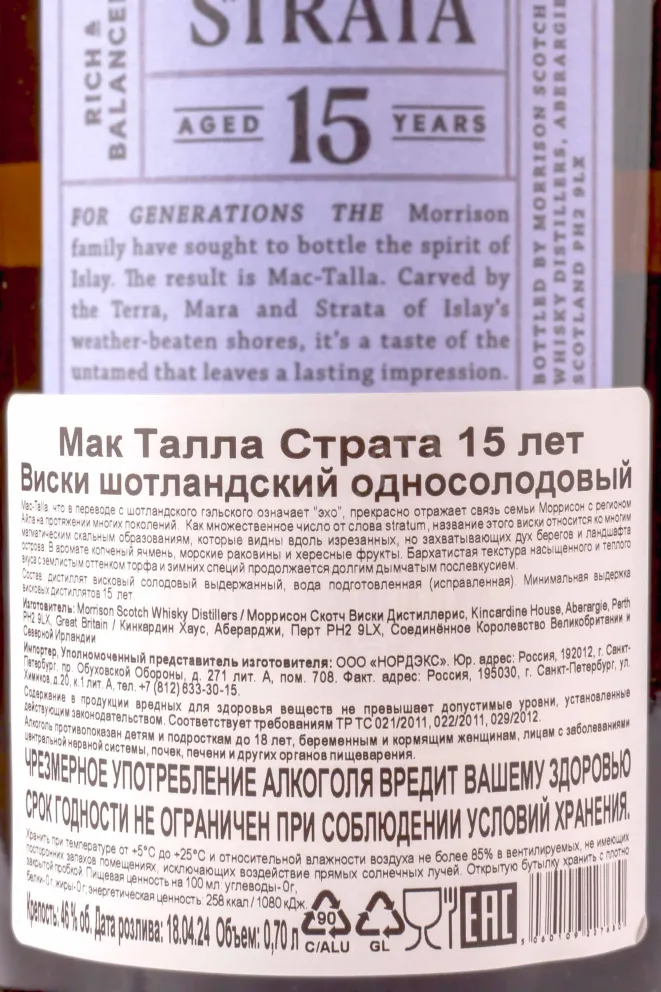 STRATA
RICH &
BALANCED
AGED 15 YEARS
FOR GENERATIONS THE Morrison
family have sought to bottle the spirit of
Islay. The result is Mac-Talla. Carved by
the Terra, Mara and Strata of Islay's
weather-beaten shores, it's a taste of the
untamed that leaves a lasting impression.
BOTTLED BY MORRISON SCOTCH
WHISKY DISTILLERS, ABERARGIE
SCOTLAND PH2 9LX
Мак Талла Страта 15 лет
Виски шотландский односолодовый
Mac-Talla, что в переводе с шотландского гэльского означает "эхо", прекрасно отражает связь семьи Моррисон с регионом
Айла на протяжении многих поколений. Как множественное число от слова stratum, название этого виски относится ко многим
магматическим скальным образованиям, которые видны вдоль изрезанных, но захватывающих дух берегов и ландшафта
острова. В аромате копченый ячмень, морские раковины и хересные фрукты. Бархатистая текстура насыщенного и теплого
вкуса с землистым оттенком торфа и зимних специй продолжается долгим дымчатым послевкусием.
Состав: дистиллят висковый солодовый выдержанный, вода подготовленная (исправленная). Минимальная выдержка
висковых дистиллятов 15 лет
Изготовитель: Morrison Scotch Whisky Distillers / Моррисон Скотч Виски Дистиллерис, Kincardine House, Aberargie, Perth
PH2 9LX, Great Britain / Кинкардин Хаус, Аберарджи, Перт PH2 9LX, Соединённое Королевство Великобритании и
Северной Ирландии
Импортер, Уполномоченный представитель изготовителя: ООО «НОРДЭКС». Юр. адрес: Россия, 192012, г. Санкт-
Петербург, пр. Обуховской Обороны, д. 271 лит. А, пом. 708. Факт. адрес: Россия, 195030, г. Санкт-Петербург, ул.
Химиков, д.20, к.1 лит. А, тел. +7 (812) 633-30-15.
Содержание в продукции вредных для здоровья веществ не превышает допустимые уровни, установленные
действующим законодательством. Соответствует требованиям ТР ТС 021/2011, 022/2011, 029/2012.
Алкоголь противопоказан детям и подросткам до 18 лет, беременным и кормящим женщинам, лицам с заболеваниями
центральной нервной системы, почек, печени и других органов пищеварения.
ЧРЕЗМЕРНОЕ УПОТРЕБЛЕНИЕ АЛКОГОЛЯ ВРЕДИТ ВАШЕМУ ЗДОРОВЬЮ
СРОК ГОДНОСТИ НЕ ОГРАНИЧЕН ПРИ СОБЛЮДЕНИИ УСЛОВИЙ ХРАНЕНИЯ.
Хранить при температуре от +5°С до +25°С и относительной влажности воздуха не более 85% в вентилируемых, не имеющих
посторонних запахов помещениях, исключающих воздействие прямых солнечных лучей. Открытую бутылку хранить с плотно
закрытой пробкой. Пищевая ценность на 100 мл: углеводы- 0г,
белки-0 г, жиры-0 г, энергетическая ценность: 258 ккал / 1080 кДж.
Крепость: 46 % об. Дата розлива: 18.04.24 Объем: 0,70 л
90
C/ALU
GL
EAC